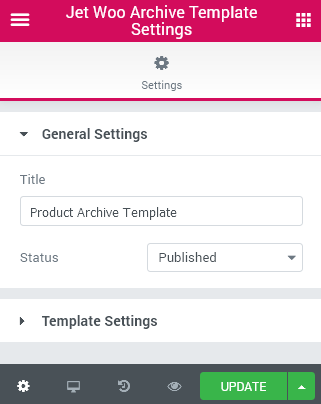 Jet Woo Archive Template
Settings
Settings
General Settings
Title
Product Archive Template
Status
Published
Template Settings
UPDATE